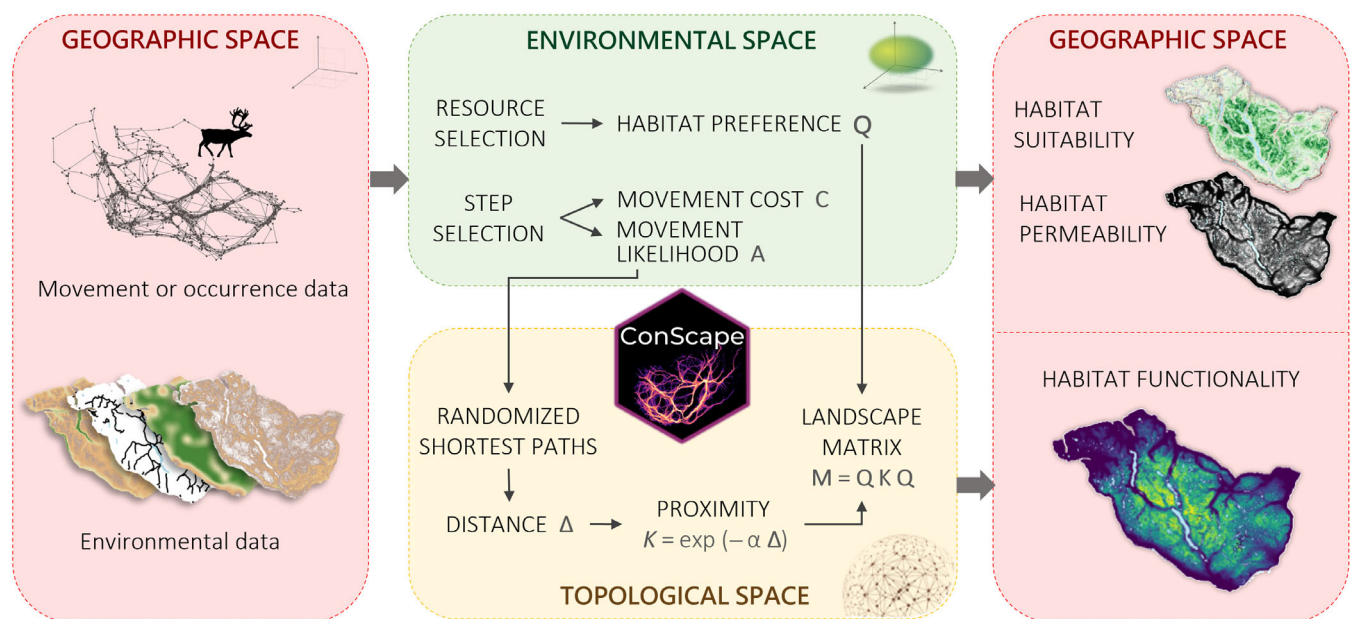 GEOGRAPHIC SPACE
Movement or occurrence data
Environmental data
ENVIRONMENTAL SPACE
RESOURCE
SELECTION
HABITAT PREFERENCE Q
STEP
SELECTION
MOVEMENT COST C
MOVEMENT
LIKELIHOOD A
ConScape
RANDOMIZED
SHORTEST PATHS
DISTANCE Δ
PROXIMITY
K = exp (– α Δ)
LANDSCAPE
MATRIX
M = Q K Q
TOPOLOGICAL SPACE
GEOGRAPHIC SPACE
HABITAT
SUITABILITY
HABITAT
PERMEABILITY
HABITAT FUNCTIONALITY